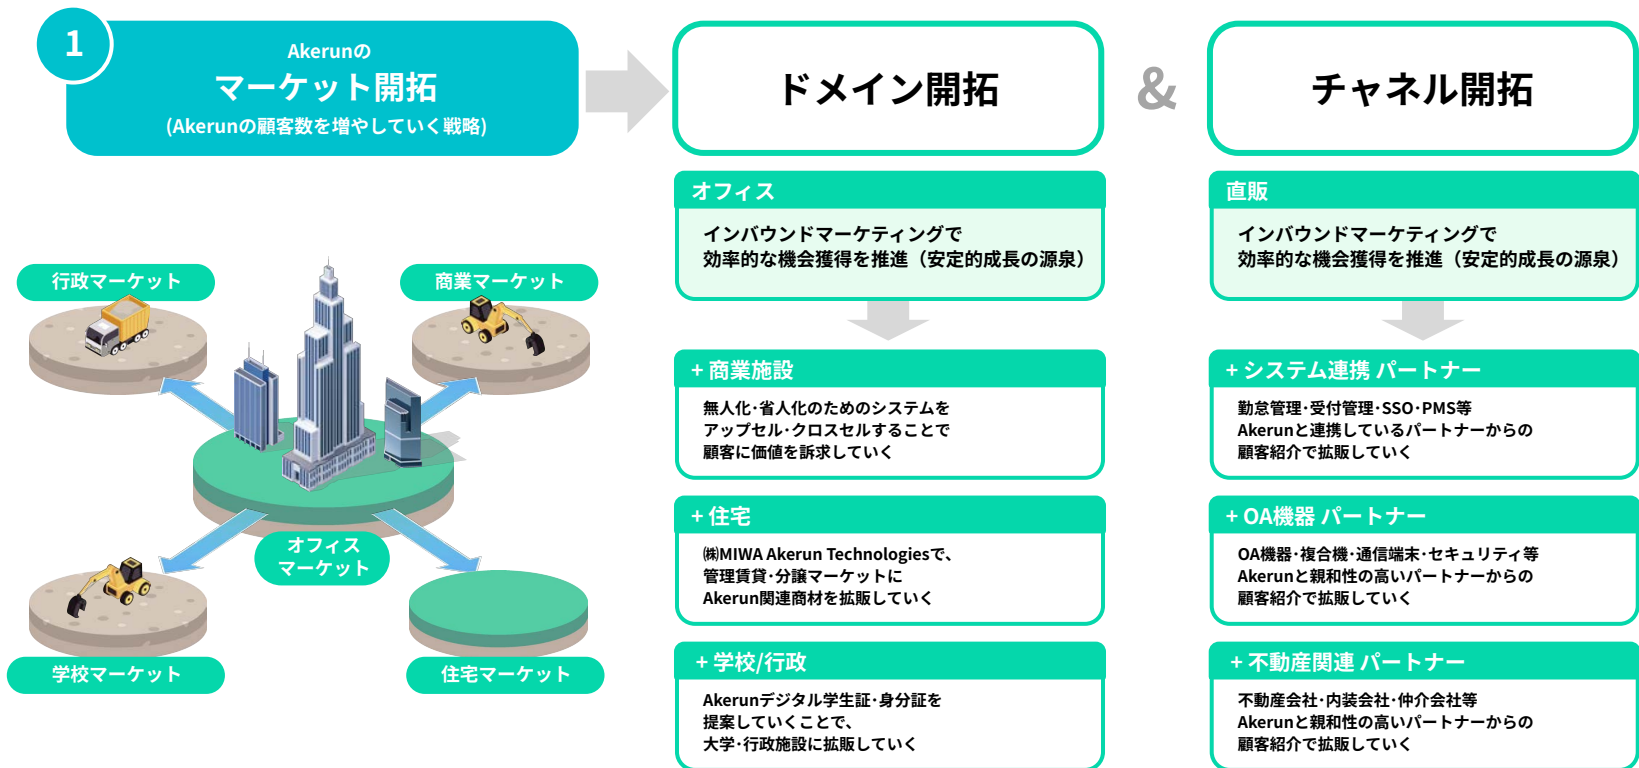 1
Akerunの
マーケット開拓
(Akerunの顧客数を増やしていく戦略)
行政マーケット
商業マーケット
オフィス
マーケット
学校マーケット
住宅マーケット
ドメイン開拓
オフィス
インバウンドマーケティングで
効率的な機会獲得を推進（安定的成長の源泉）
+ 商業施設
無人化･省人化のためのシステムを
アップセル･クロスセルすることで
顧客に価値を訴求していく
+ 住宅
㈱MIWA Akerun Technologiesで、
管理賃貸･分譲マーケットに
Akerun関連商材を拡販していく
+ 学校/行政
Akerunデジタル学生証･身分証を
提案していくことで、
大学･行政施設に拡販していく
&
チャネル開拓
直販
インバウンドマーケティングで
効率的な機会獲得を推進（安定的成長の源泉）
+ システム連携 パートナー
勤怠管理･受付管理･SSO･PMS等
Akerunと連携しているパートナーからの
顧客紹介で拡販していく
+ OA機器 パートナー
OA機器･複合機･通信端末･セキュリティ等
Akerunと親和性の高いパートナーからの
顧客紹介で拡販していく
+ 不動産関連 パートナー
不動産会社･内装会社･仲介会社等
Akerunと親和性の高いパートナーからの
顧客紹介で拡販していく